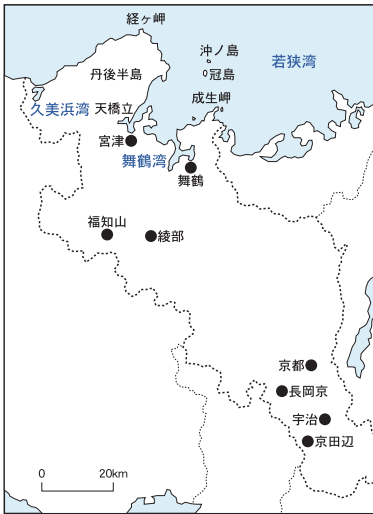 経ヶ岬
沖ノ島
若狭湾
丹後半島
冠島
成生岬
久美浜湾
天橋立
宮津
舞鶴湾
舞鶴
福知山
綾部
京都
長岡京
宇治
京田辺
0 20km